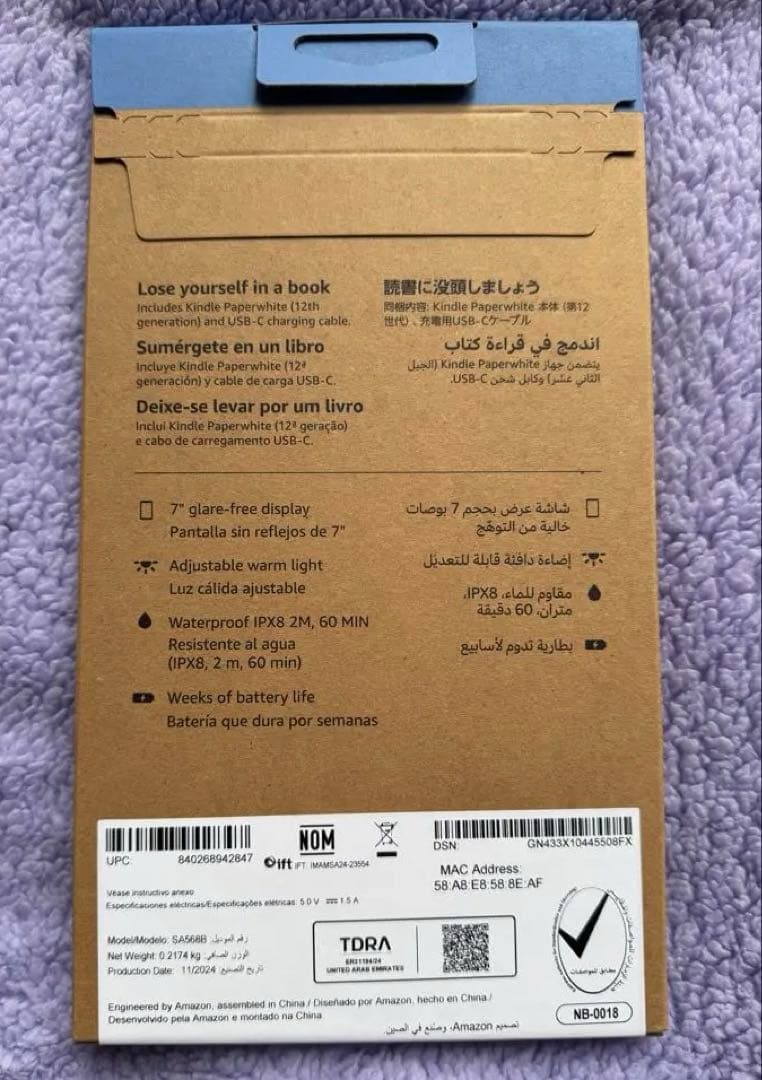 Lose yourself in a book
Includes Kindle Paperwhite (12th
generation) and USB-C charging cable.
Sumérgete en un libro
Incluye Kindle Paperwhite (12ª
generación) y cable de carga USB-C.
Deixe-se levar por um livro
Inclui Kindle Paperwhite (12ª geração)
e cabo de carregamento USB-C.
読書に没頭しましょう
同梱内容: Kindle Paperwhite 本体 (第12
世代) 、充電用USB-Cケーブル
اندمج في قراءة كتاب
يتضمن جهاز Kindle Paperwhite (الجيل
الثاني عشر) وكابل شحن USB-C.
7" glare-free display
Pantalla sin reflejos de 7"
Adjustable warm light
Luz cálida ajustable
Waterproof IPX8 2M, 60 MIN
Resistente al agua
(IPX8, 2 m, 60 min)
Weeks of battery life
Batería que dura por semanas
شاشة عرض بحجم 7 بوصات
خالية من التوهّج
إضاءة دافئة قابلة للتعديل
مقاوم للماء، IPX8،
متران، 60 دقيقة
بطارية تدوم لأسابيع
UPC: 840268942847
NOM
ift IFT: IMAMSA24-23554
DSN: GN433X10445508FX
MAC Address:
58:A8:E8:58:8E:AF
Véase instructivo anexo
Especificaciones eléctricas/Especificações elétricas: 5.0 V 1.5 A
Model/Modelo: SA568B رقم الموديل:
Net Weight: 0.2174 kg الوزن الصافي:
Production Date: 11/2024 تاريخ التصنيع:
TDRA
UNITED ARAB EMIRATES
مطابق للمواصفات
NB-0018
Engineered by Amazon, assembled in China./ Diseñado por Amazon, hecho en China./
Desenvolvido pela Amazon e montado na China.
تصميم Amazon، وصنع في الصين.